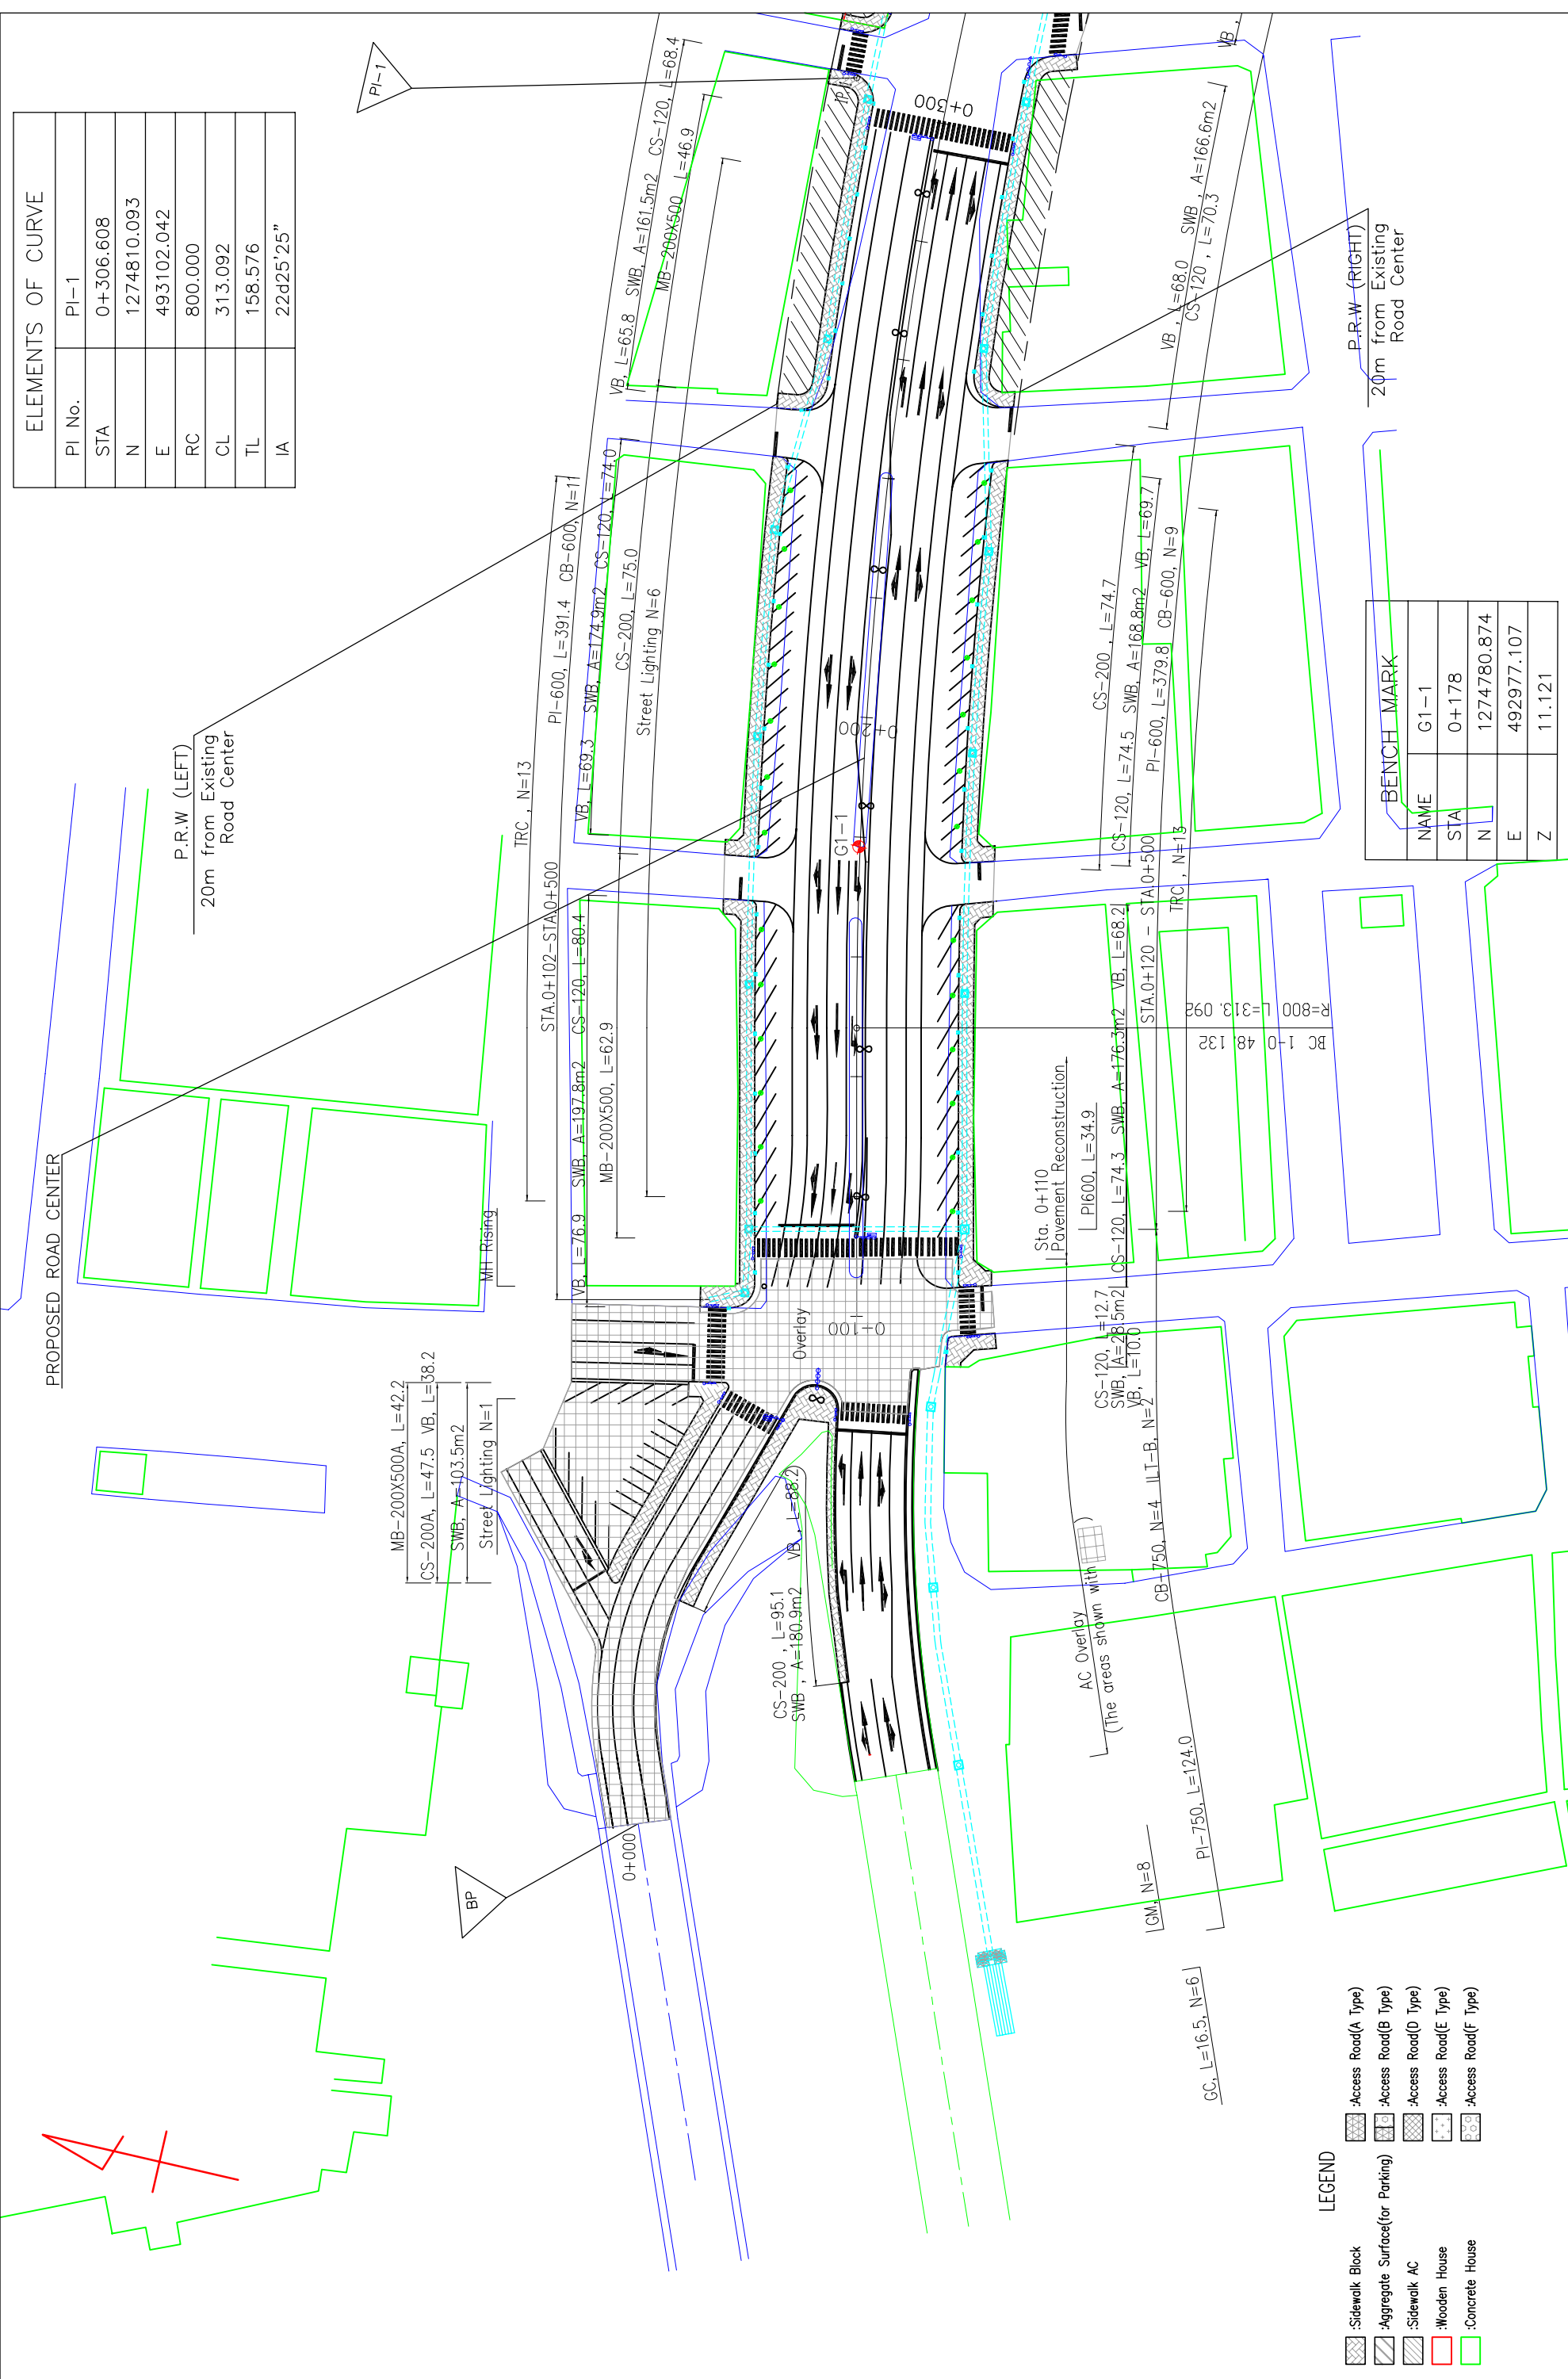 ELEMENTS OF CURVE
PI No. PI-1
STA 0+306.608
N 1274810.093
E 493102.042
RC 800.000
CL 313.092
TL 158.576
IA 22d25'25"
PI-1
P.R.W (LEFT)
20m from Existing
Road Center
PROPOSED ROAD CENTER
VB, L=65.8 SWB, A=161.5m2 CS-120, L=68.4
MB-200X500 L=46.9
TRC , N=13
STA.0+102-STA.0+500
PI-600, L=391.4 CB-600, N=11
VB, L=69.3 SWB, A=174.9m2 CS-120, L=74.0
CS-200, L=75.0
Street Lighting N=6
VB, L=76.9 SWB, A=197.8m2 CS-120, L=80.4
MB-200X500, L=62.9
MH Rising
MB-200X500A, L=42.2
CS-200A, L=47.5 VB, L=38.2
SWB, A=103.5m2
Street Lighting N=1
BP
0+000
Overlay
0+100
G1-1
0+200
0+300
VB ,
CS-200 , L=95.1
SWB , A=180.9m2 VB , L=88.2
VB , L=68.0 SWB , A=166.6m2
CS-120 , L=70.3
P.R.W (RIGHT)
20m from Existing
Road Center
CS-200 , L=74.7
CS-120, L=74.5 SWB, A=168.8m2 VB, L=69.7
STA.0+120 - STA.0+500 PI-600, L=379.8 CB-600, N=9
TRC , N=13
BC 1-0 48.132
R=800 L=313.092
Sta. 0+110
Pavement Reconstruction
PI600, L=34.9
CS-120, L=74.3 SWB, A=176.3m2 VB, L=68.2
CS-120, L=12.7
SWB, A=28.5m2
VB, L=10.0
CB-750, N=4 ILT-B, N=2
AC Overlay
(The areas shown with )
PI-750, L=124.0
GM, N=8
GC, L=16.5, N=6
BENCH MARK
NAME G1-1
STA 0+178
N 1274780.874
E 492977.107
Z 11.121
LEGEND
:Sidewalk Block
:Aggregate Surface(for Parking)
:Sidewalk AC
:Wooden House
:Concrete House
:Access Road(A Type)
:Access Road(B Type)
:Access Road(D Type)
:Access Road(E Type)
:Access Road(F Type)